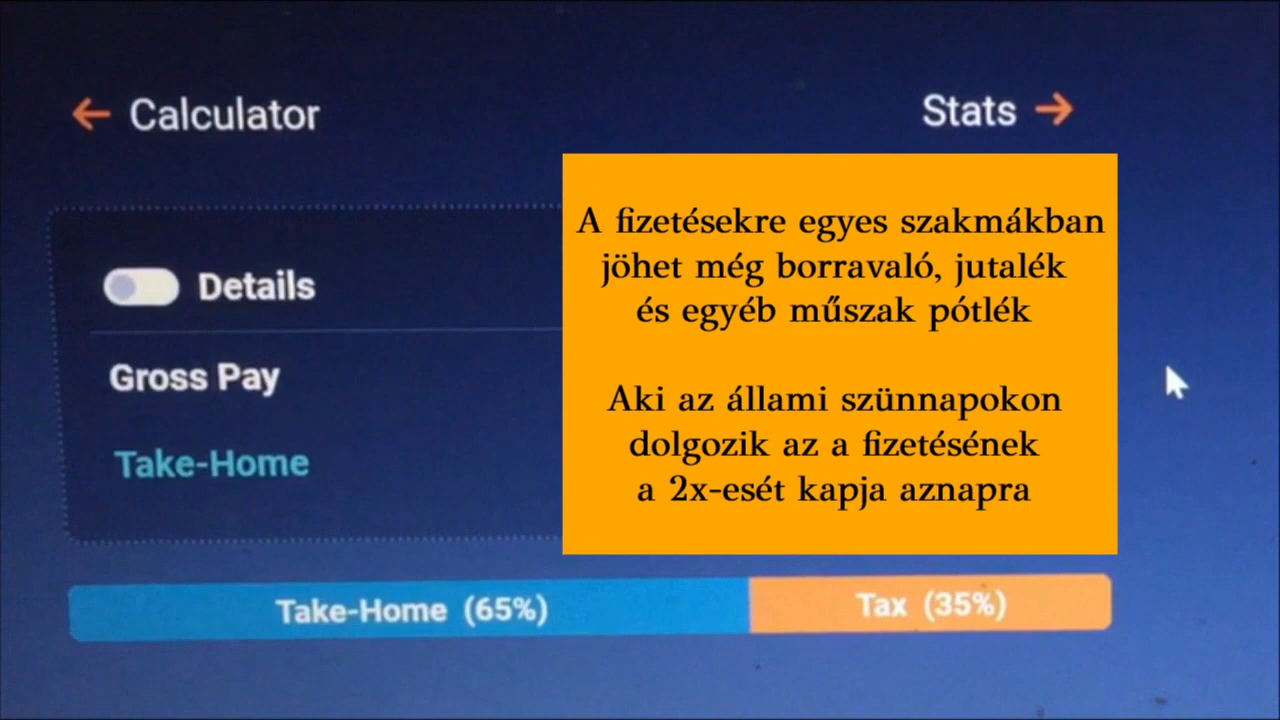 Calculator
Stats
A fizetésekre egyes szakmákban
jöhet még borravaló, jutalék
és egyéb műszak pótlék
Aki az állami szünnapokon
dolgozik az a fizetésének
a 2x-esét kapja aznapra
Details
Gross Pay
Take-Home
Take-Home (65%)
Tax (35%)